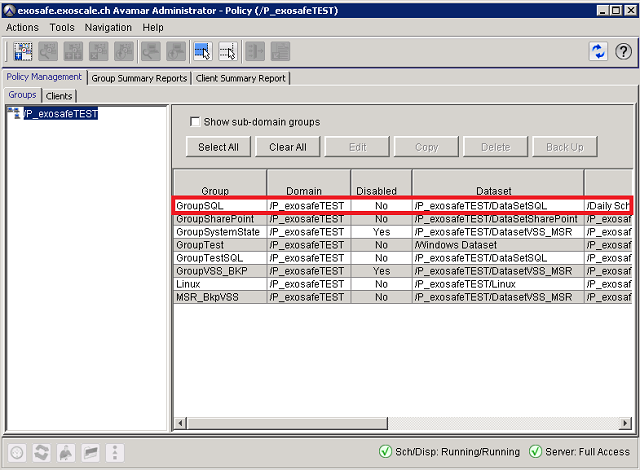 exosafe.exoscale.ch Avamar Administrator - Policy (/P_exosafeTEST)
Actions Tools Navigation Help
Policy Management Group Summary Reports Client Summary Report
Groups Clients
/P_exosafeTEST
Show sub-domain groups
Select All Clear All Edit Copy Delete Back Up
Group Domain Disabled Dataset
GroupSQL /P_exosafeTEST No /P_exosafeTEST/DataSetSQL /Daily Sch
GroupSharePoint /P_exosafeTEST No /P_exosafeTEST/DataSetSharePoint /P_exosaf
GroupSystemState /P_exosafeTEST Yes /P_exosafeTEST/DatasetVSS_MSR /P_exosaf
GroupTest /P_exosafeTEST No /Windows Dataset /P_exosaf
GroupTestSQL /P_exosafeTEST No /P_exosafeTEST/DataSetSQL /P_exosaf
GroupVSS_BKP /P_exosafeTEST Yes /P_exosafeTEST/DatasetVSS_MSR /P_exosaf
Linux /P_exosafeTEST No /P_exosafeTEST/Linux /P_exosaf
MSR_BkpVSS /P_exosafeTEST No /P_exosafeTEST/DatasetVSS_MSR /P_exosaf
Sch/Disp: Running/Running Server: Full Access